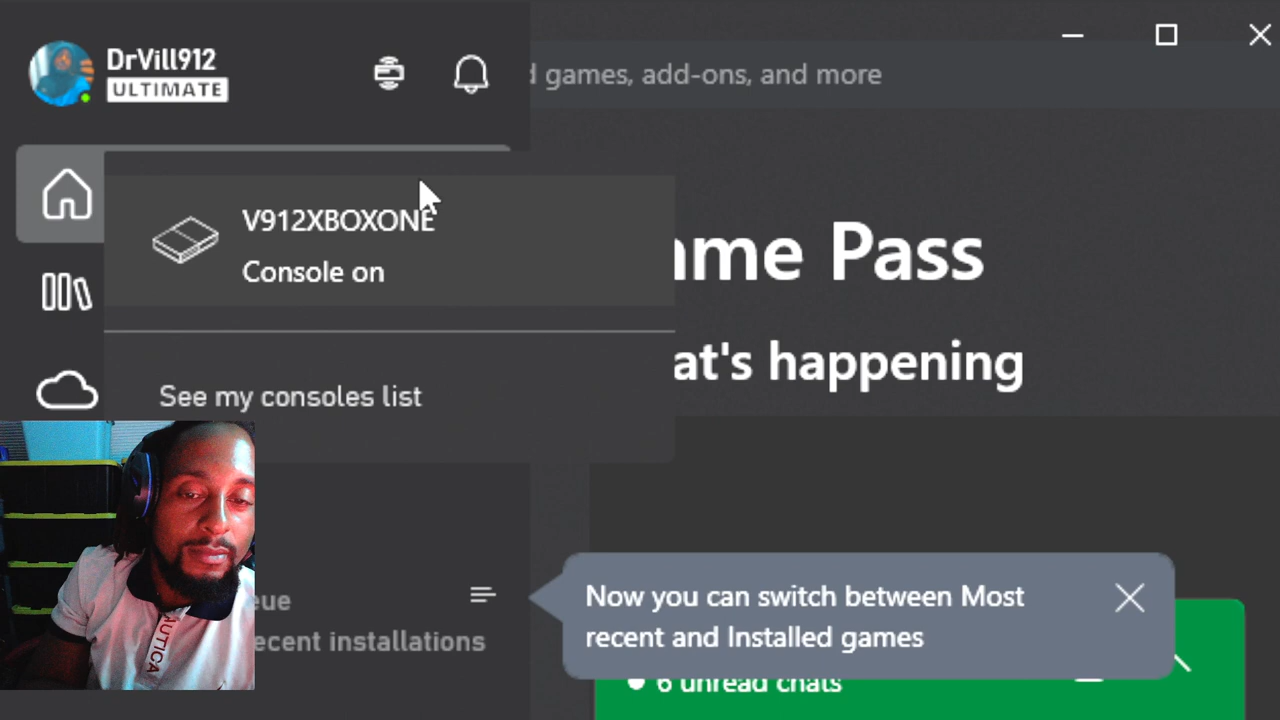 DrVill912
ULTIMATE
d games, add-ons, and more
V912XBOXONE
Console on
See my consoles list
ame Pass
at's happening
eue
ecent installations
Now you can switch between Most
recent and Installed games
6 unread chats
AUTICA